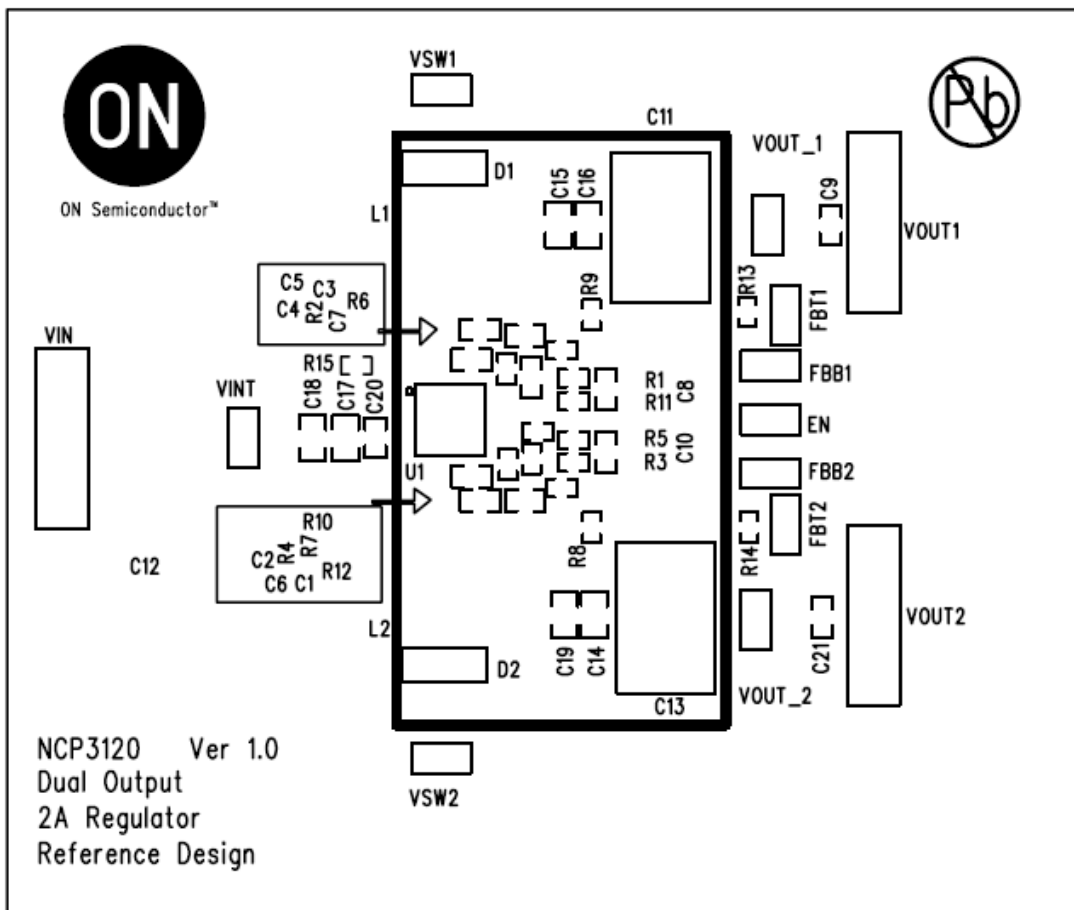 VSW1
ON
Pb
C11
VOUT_1
D1
C15
C16
C9
ON Semiconductor™
L1
VOUT1
C5
C3
C4
R2
R6
C7
R9
R13
FBT1
VIN
R15
FBB1
VINT
C18
C17
C20
R1
C8
R11
EN
R5
C10
R3
U1
FBB2
R10
FBT2
C12
C2
R4
R7
R12
C6
C1
R8
R14
VOUT2
L2
C19
C14
C21
D2
VOUT_2
C13
NCP3120 Ver 1.0
Dual Output
2A Regulator
Reference Design
VSW2